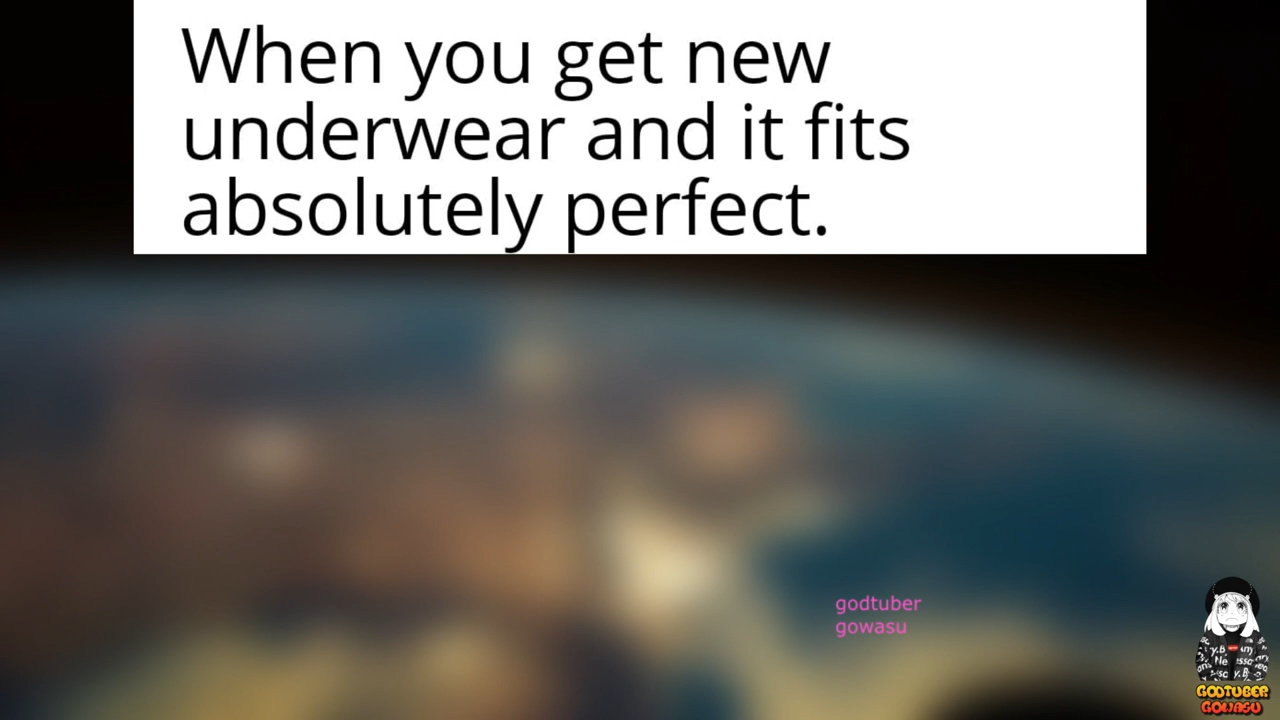 When you get new
underwear and it fits
absolutely perfect.
godtuber
gowasu
GODTUBER
GOWASU